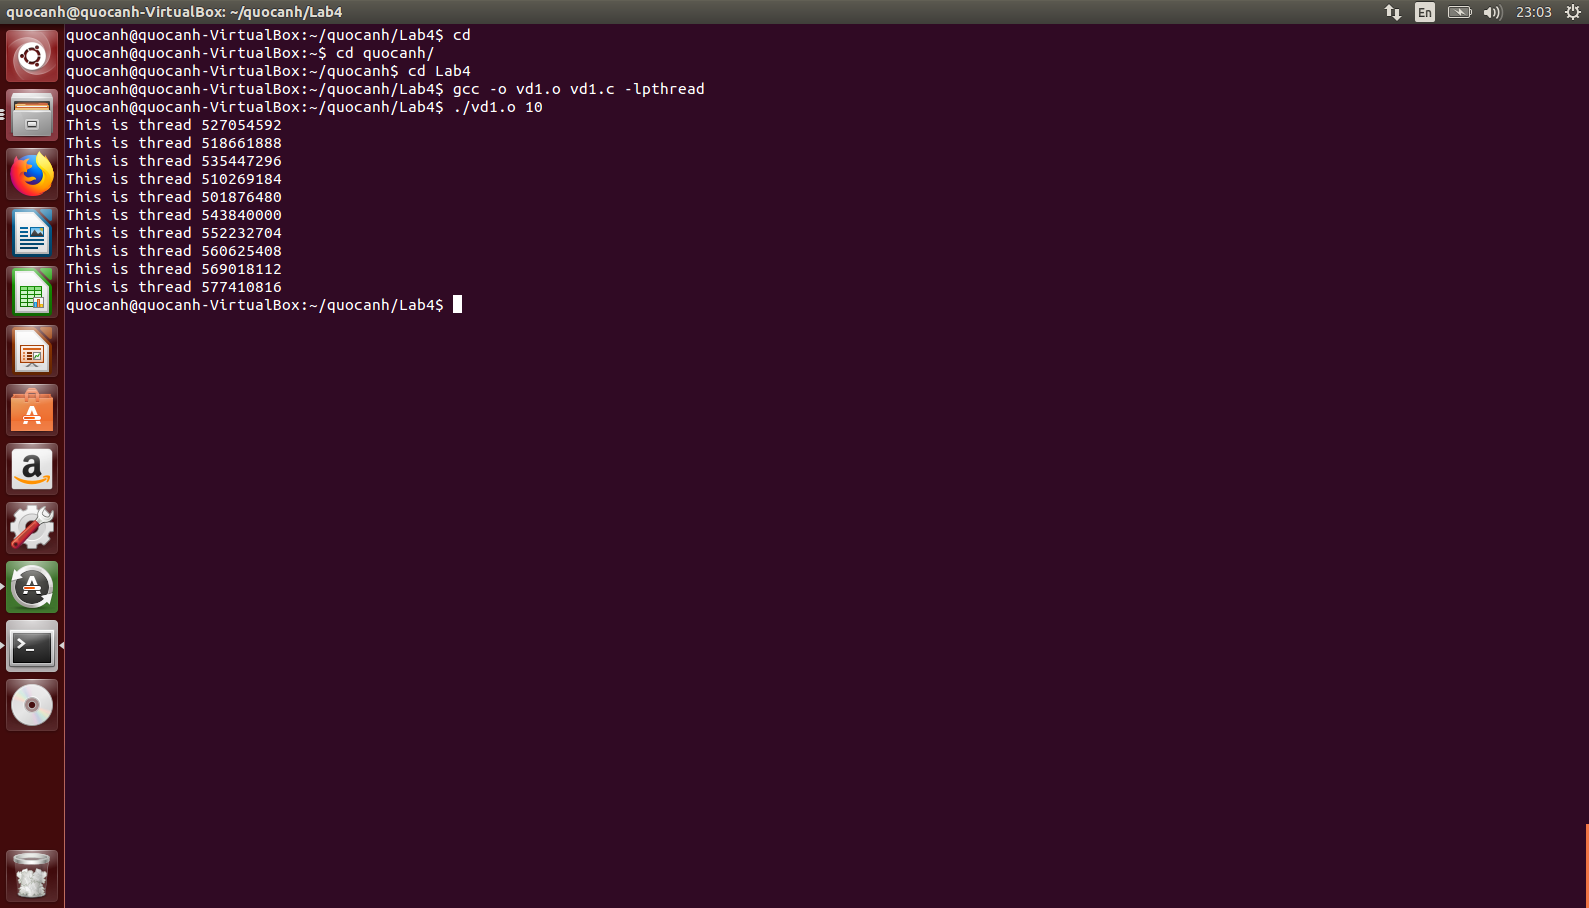 quocanh@quocanh-VirtualBox: ~/quocanh/Lab4
En
23:03
quocanh@quocanh-VirtualBox:~/quocanh/Lab4$ cd
quocanh@quocanh-VirtualBox:~$ cd quocanh/
quocanh@quocanh-VirtualBox:~/quocanh$ cd Lab4
quocanh@quocanh-VirtualBox:~/quocanh/Lab4$ gcc -o vd1.o vd1.c -lpthread
quocanh@quocanh-VirtualBox:~/quocanh/Lab4$ ./vd1.o 10
This is thread 527054592
This is thread 518661888
This is thread 535447296
This is thread 510269184
This is thread 501876480
This is thread 543840000
This is thread 552232704
This is thread 560625408
This is thread 569018112
This is thread 577410816
quocanh@quocanh-VirtualBox:~/quocanh/Lab4$